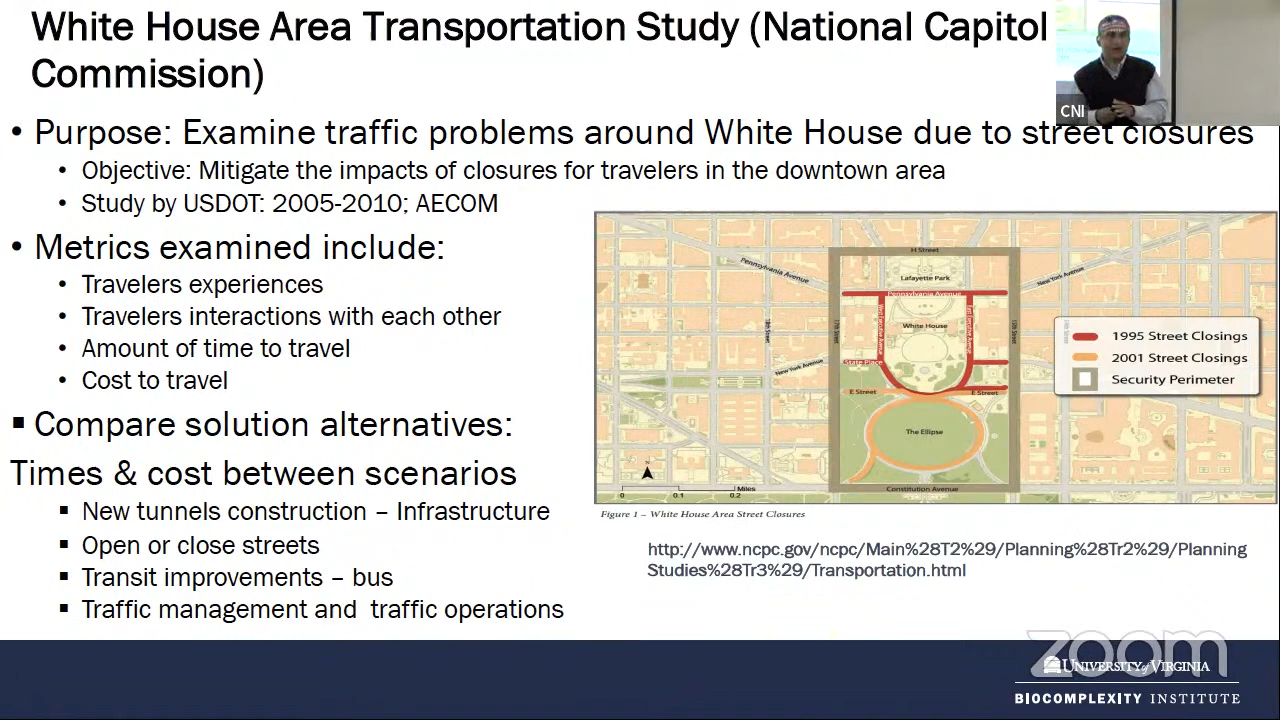 White House Area Transportation Study (National Capitol
Commission)
CNI
• Purpose: Examine traffic problems around White House due to street closures
• Objective: Mitigate the impacts of closures for travelers in the downtown area
• Study by USDOT: 2005-2010; AECOM
• Metrics examined include:
• Travelers experiences
• Travelers interactions with each other
• Amount of time to travel
• Cost to travel
▪ Compare solution alternatives:
Times & cost between scenarios
▪ New tunnels construction – Infrastructure
▪ Open or close streets
▪ Transit improvements – bus
▪ Traffic management and traffic operations
H Street
Pennsylvania Avenue
Lafayette Park
New York Avenue
Pennsylvania Avenue
White House
18th Street
17th Street
15th Street
State Place
New York Avenue
E Street
E Street
The Ellipse
Constitution Avenue
N
0 0.1 0.2 Miles
1995 Street Closings
2001 Street Closings
Security Perimeter
Figure 1 – White House Area Street Closures
http://www.ncpc.gov/ncpc/Main%28T2%29/Planning%28Tr2%29/Planning
Studies%28Tr3%29/Transportation.html
zoom
UNIVERSITY of VIRGINIA
BIOCOMPLEXITY INSTITUTE